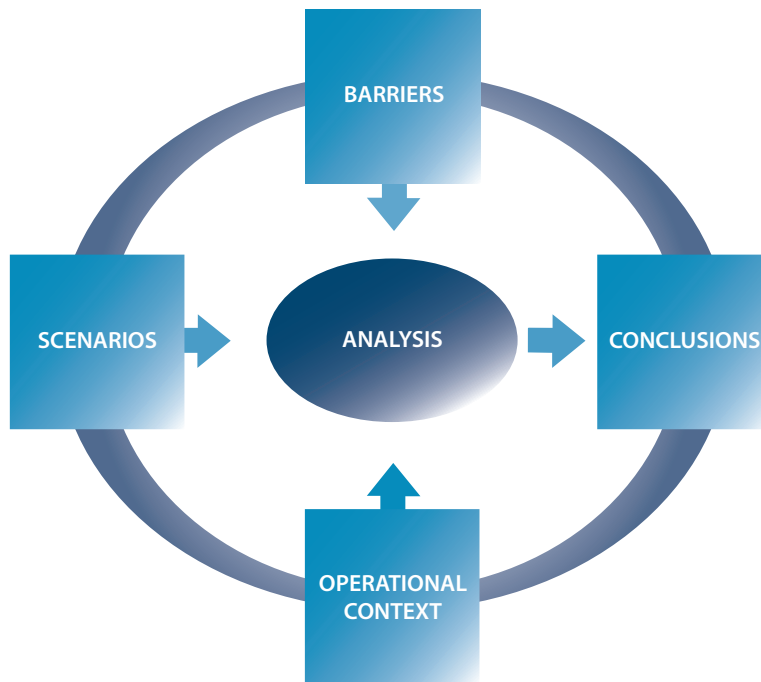 BARRIERS
SCENARIOS
ANALYSIS
CONCLUSIONS
OPERATIONAL
CONTEXT